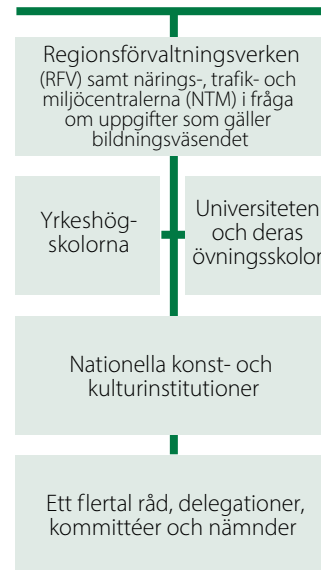 Regionsförvaltningsverken
(RFV) samt närings-, trafik- och
miljöcentralerna (NTM) i fråga
om uppgifter som gäller
bildningsväsendet
Yrkeshög-
skolorna
Universiteten
och deras
övningsskolor
Nationella konst- och
kulturinstitutioner
Ett flertal råd, delegationer,
kommittéer och nämnder